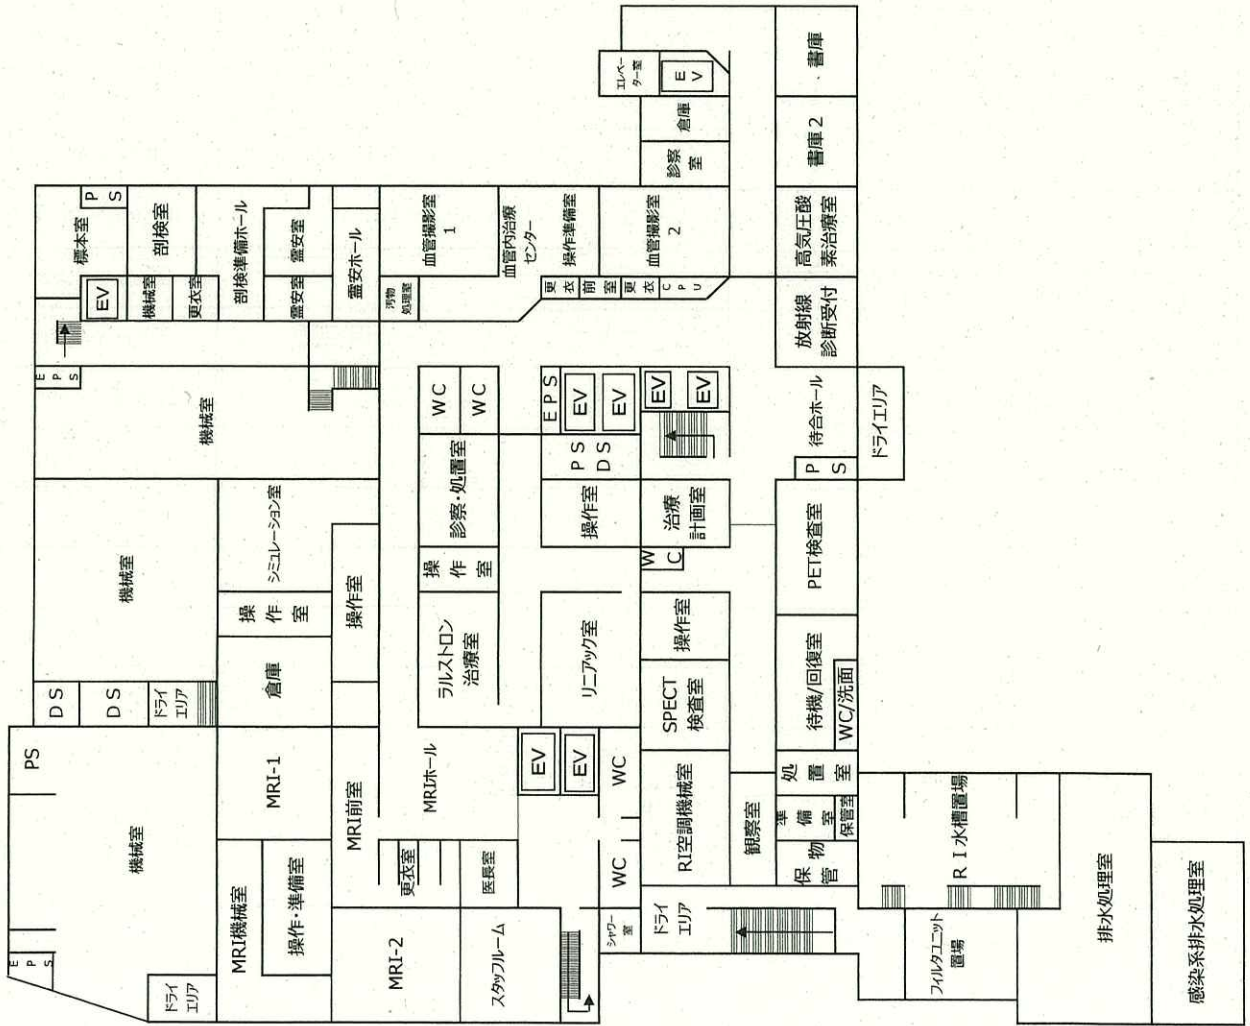 書庫
書庫2
エレベー
ター室
EV
倉庫
診察
室
高気圧酸
素治療室
放射線
診断受付
待合ホール
ドライエリア
PS
標本室
PS
剖検室
EV
機械室
更衣室
剖検準備ホール
霊安室
霊安室
霊安ホール
血管撮影室
1
汚物
処理室
血管内治療
センター
操作準備室
血管撮影室
2
更衣
前室
更衣
CPU
EPS
機械室
WC
WC
EPS
EV
EV
EV
EV
PS
DS
機械室
シミュレーション室
操作室
操作室
診察・処置室
操作室
操作室
治療
計画室
WC
PET検査室
DS
DS
ドライ
エリア
倉庫
ラルストロン
治療室
リニアック室
操作室
SPECT
検査室
待機/回復室
WC/洗面
PS
機械室
MRI-1
MRI前室
MRIホール
EV
EV
WC
WC
RI空調機械室
観察室
処置室
準備室
保管室
保管物
RI水槽置場
更衣室
医長室
EPS
ドライ
エリア
MRI機械室
操作・準備室
MRI-2
スタッフルーム
シャワー
室
ドライ
エリア
フィルタユニット
置場
排水処理室
感染系排水処理室